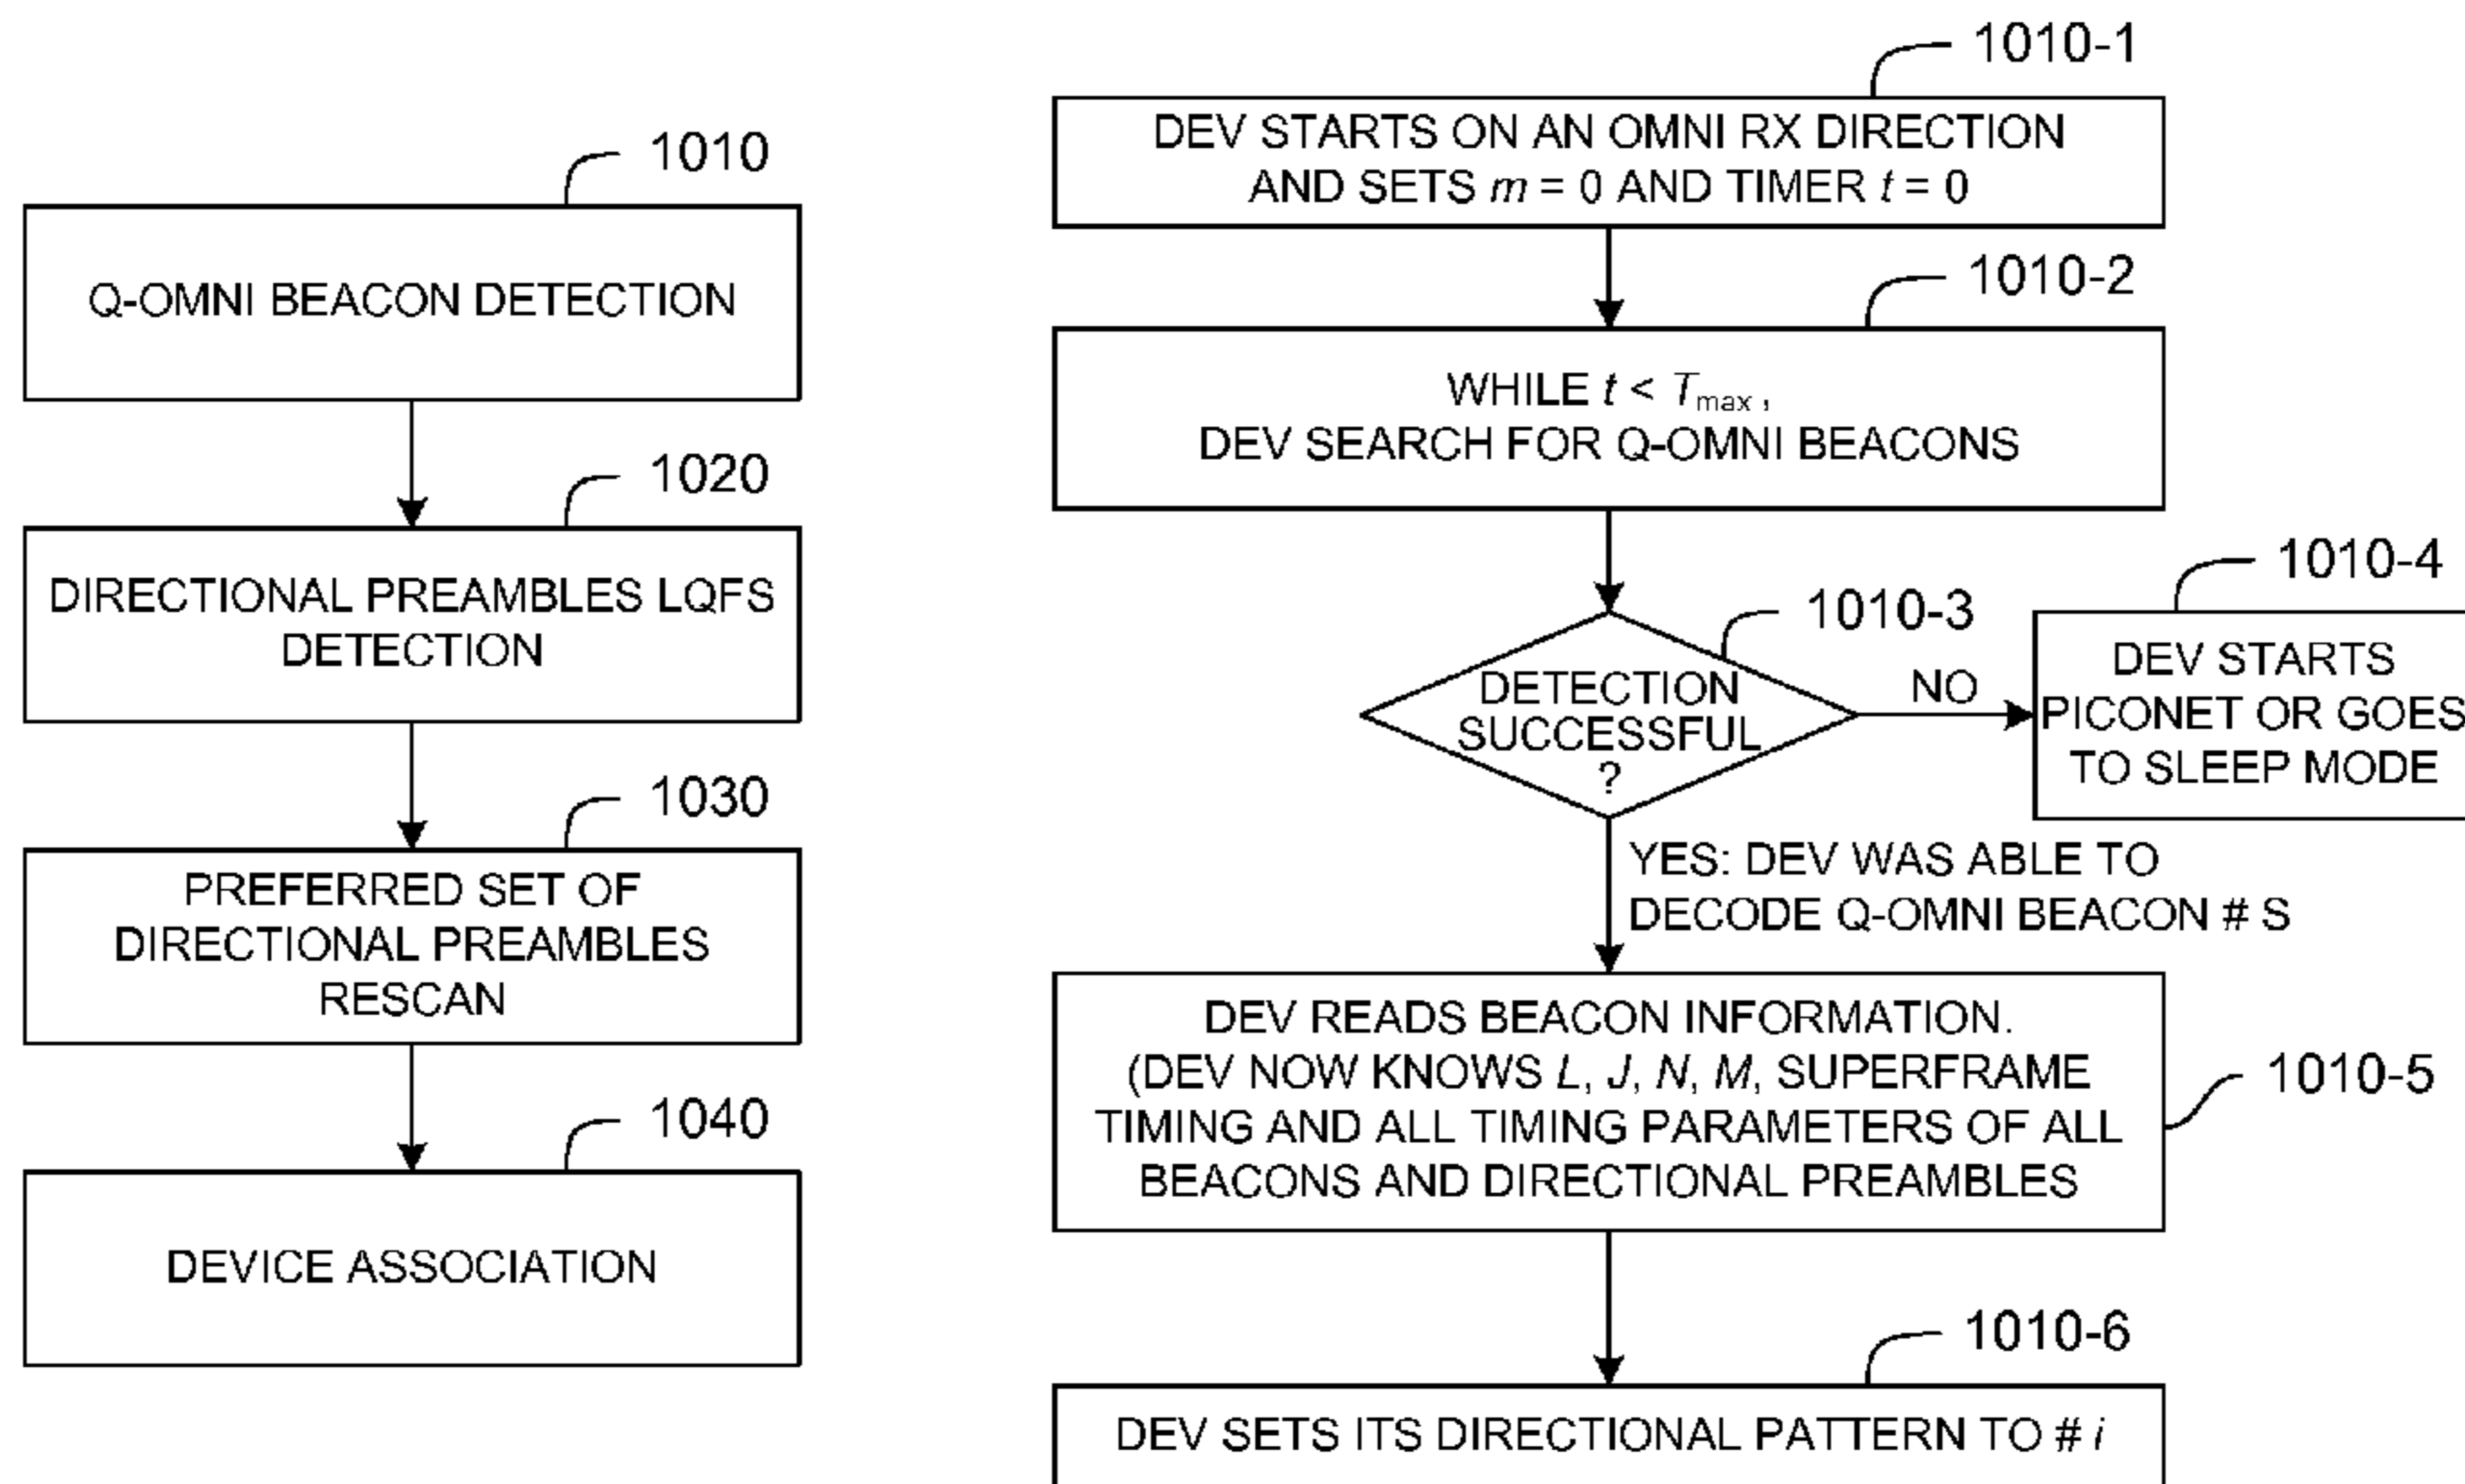 1010
Q-OMNI BEACON DETECTION
1020
DIRECTIONAL PREAMBLES LQFS
DETECTION
1030
PREFERRED SET OF
DIRECTIONAL PREAMBLES
RESCAN
1040
DEVICE ASSOCIATION
1010-1
DEV STARTS ON AN OMNI RX DIRECTION
AND SETS m = 0 AND TIMER t = 0
1010-2
WHILE t < Tmax ,
DEV SEARCH FOR Q-OMNI BEACONS
1010-3
DETECTION
SUCCESSFUL
?
NO
1010-4
DEV STARTS
PICONET OR GOES
TO SLEEP MODE
YES: DEV WAS ABLE TO
DECODE Q-OMNI BEACON # S
DEV READS BEACON INFORMATION.
(DEV NOW KNOWS L, J, N, M, SUPERFRAME
TIMING AND ALL TIMING PARAMETERS OF ALL
BEACONS AND DIRECTIONAL PREAMBLES
1010-5
1010-6
DEV SETS ITS DIRECTIONAL PATTERN TO # i